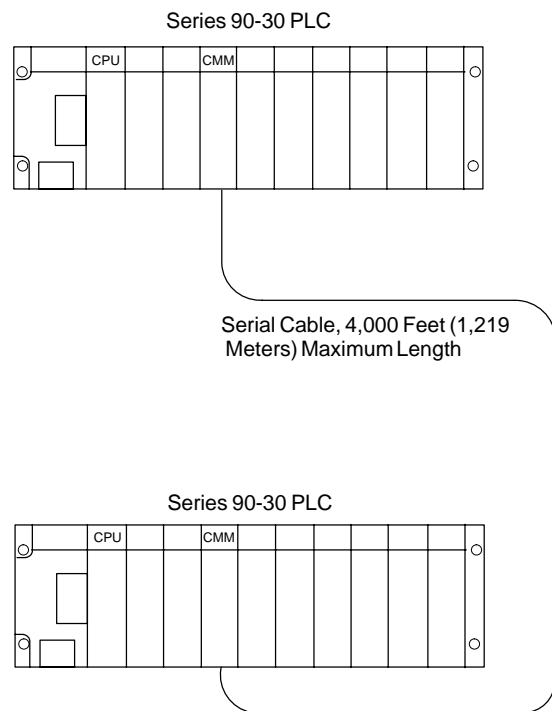 Series 90-30 PLC
CPU CMM
Serial Cable, 4,000 Feet (1,219
Meters) Maximum Length
Series 90-30 PLC
CPU CMM